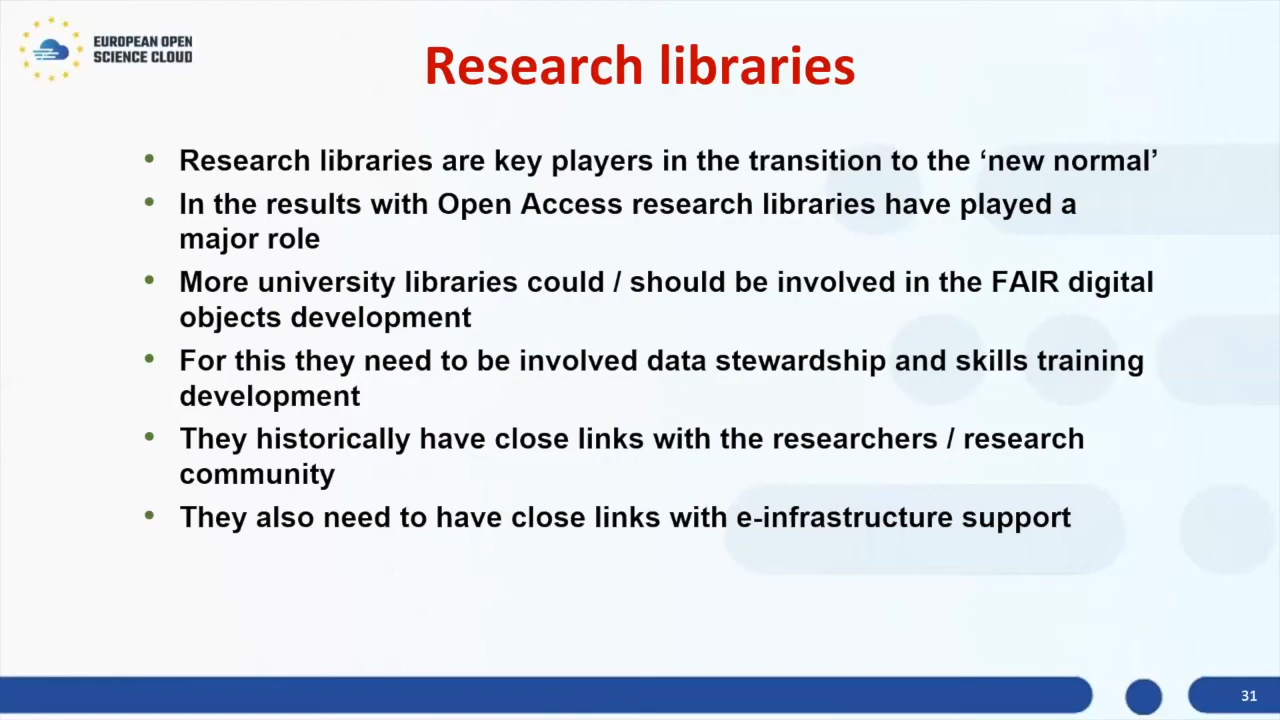 EUROPEAN OPEN
SCIENCE CLOUD
Research libraries
• Research libraries are key players in the transition to the ‘new normal’
• In the results with Open Access research libraries have played a
major role
• More university libraries could / should be involved in the FAIR digital
objects development
• For this they need to be involved data stewardship and skills training
development
• They historically have close links with the researchers / research
community
• They also need to have close links with e-infrastructure support
31